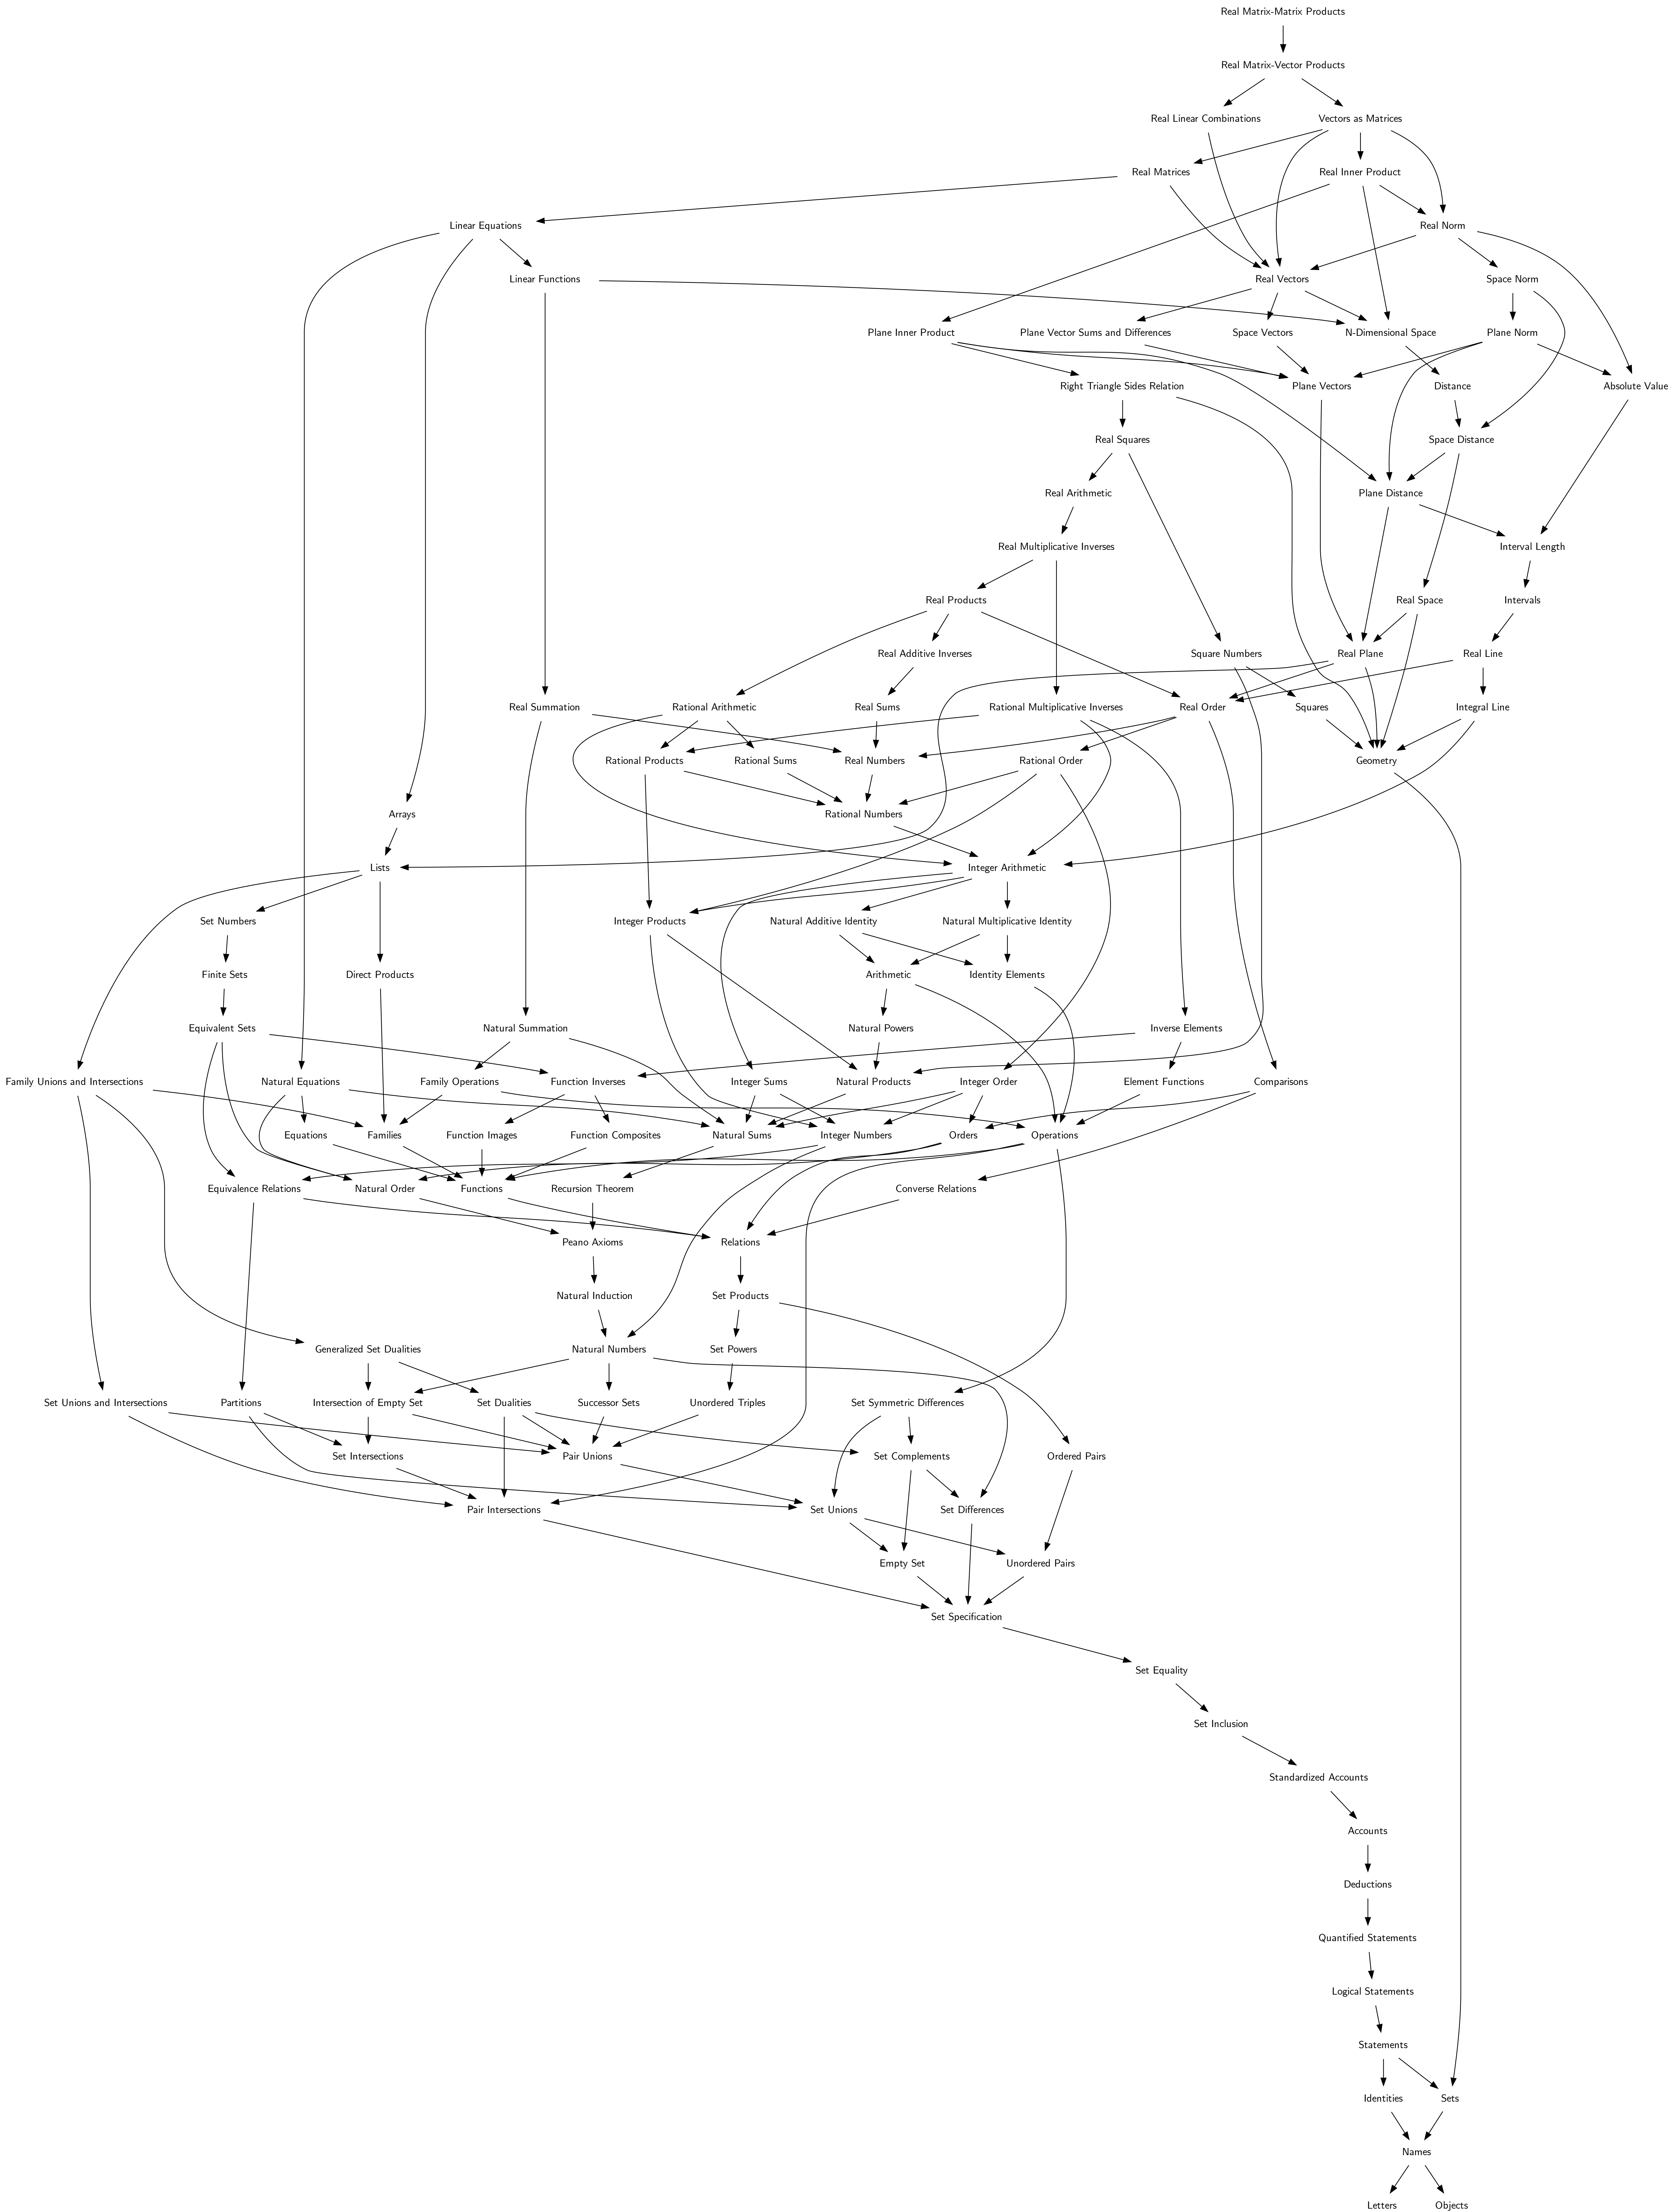 Real Matrix-Matrix Products
Real Matrix-Vector Products
Real Linear Combinations
Vectors as Matrices
Real Matrices
Real Inner Product
Linear Equations
Real Norm
Linear Functions
Real Vectors
Space Norm
Plane Inner Product
Plane Vector Sums and Differences
Space Vectors
N-Dimensional Space
Plane Norm
Right Triangle Sides Relation
Plane Vectors
Distance
Absolute Value
Real Squares
Space Distance
Real Arithmetic
Plane Distance
Real Multiplicative Inverses
Interval Length
Real Products
Real Space
Intervals
Real Additive Inverses
Square Numbers
Real Plane
Real Line
Real Summation
Rational Arithmetic
Real Sums
Rational Multiplicative Inverses
Real Order
Squares
Integral Line
Rational Products
Rational Sums
Real Numbers
Rational Order
Geometry
Arrays
Rational Numbers
Lists
Integer Arithmetic
Set Numbers
Integer Products
Natural Additive Identity
Natural Multiplicative Identity
Finite Sets
Direct Products
Arithmetic
Identity Elements
Equivalent Sets
Natural Summation
Natural Powers
Inverse Elements
Family Unions and Intersections
Natural Equations
Family Operations
Function Inverses
Integer Sums
Natural Products
Integer Order
Element Functions
Comparisons
Equations
Families
Function Images
Function Composites
Natural Sums
Integer Numbers
Orders
Operations
Equivalence Relations
Natural Order
Functions
Recursion Theorem
Converse Relations
Peano Axioms
Relations
Natural Induction
Set Products
Generalized Set Dualities
Natural Numbers
Set Powers
Set Unions and Intersections
Partitions
Intersection of Empty Set
Set Dualities
Successor Sets
Unordered Triples
Set Symmetric Differences
Set Intersections
Pair Unions
Set Complements
Ordered Pairs
Pair Intersections
Set Unions
Set Differences
Empty Set
Unordered Pairs
Set Specification
Set Equality
Set Inclusion
Standardized Accounts
Accounts
Deductions
Quantified Statements
Logical Statements
Statements
Identities
Sets
Names
Letters
Objects